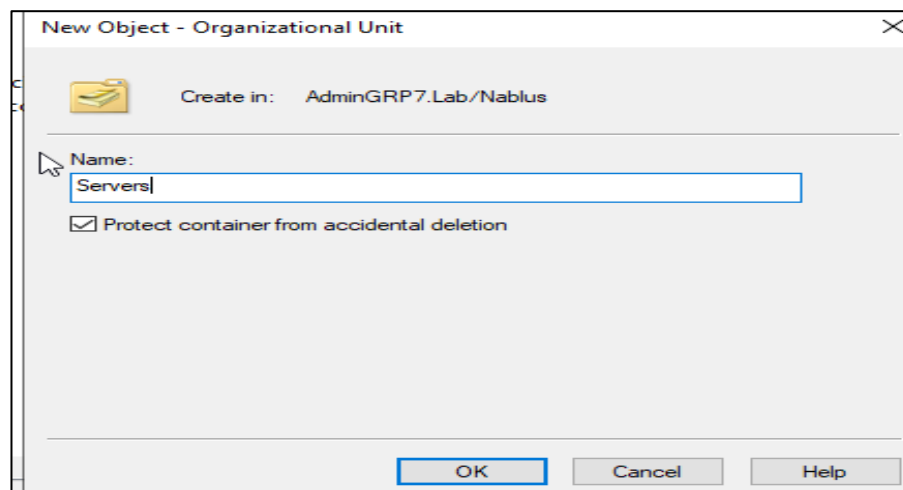 New Object - Organizational Unit
Create in: AdminGRP7.Lab/Nablus
Name:
Servers
Protect container from accidental deletion
OK Cancel Help